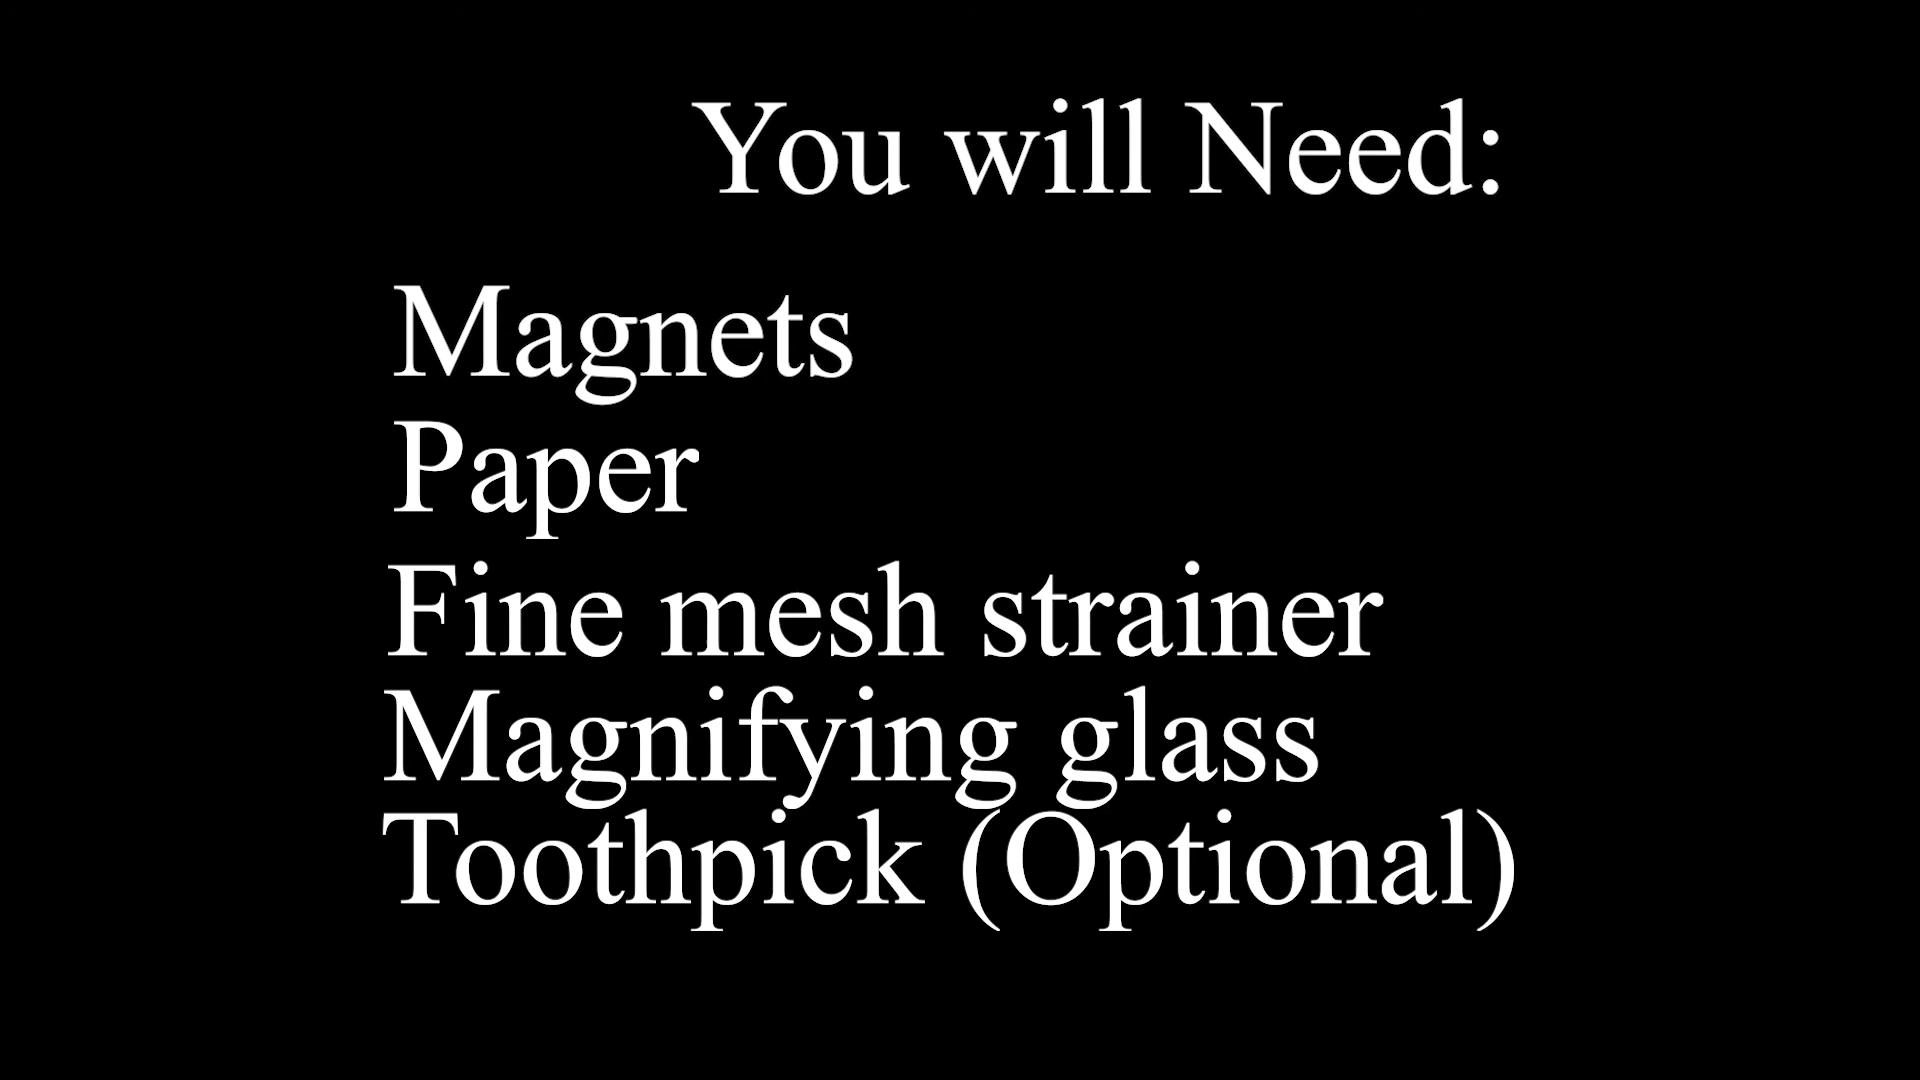 You will Need:
Magnets
Paper
Fine mesh strainer
Magnifying glass
Toothpick (Optional)